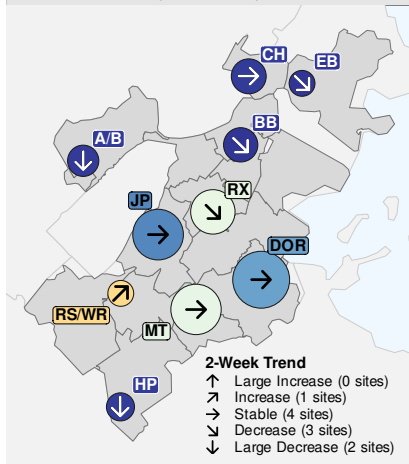 CH
EB
A/B
BB
JP
RX
DOR
RS/WR
MT
HP
2-Week Trend
↑ Large Increase (0 sites)
↗ Increase (1 sites)
→ Stable (4 sites)
↘ Decrease (3 sites)
↓ Large Decrease (2 sites)